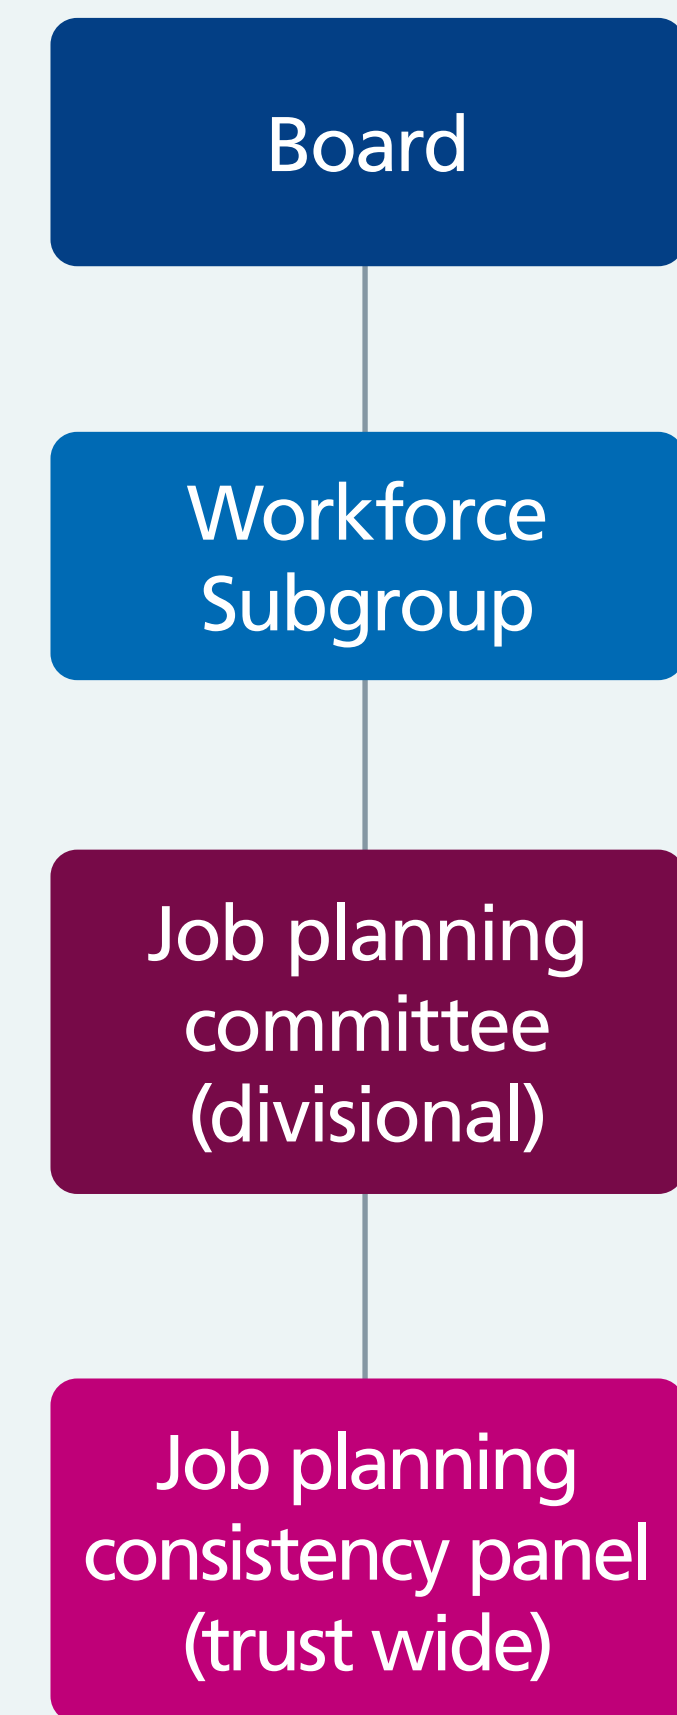 Board
Workforce
Subgroup
Job planning
committee
(divisional)
Job planning
consistency panel
(trust wide)